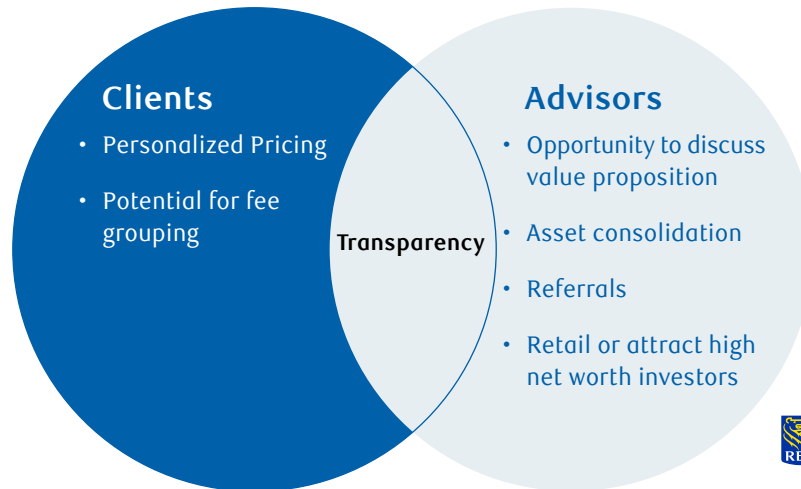 Clients
• Personalized Pricing
• Potential for fee
grouping
Transparency
Advisors
• Opportunity to discuss
value proposition
• Asset consolidation
• Referrals
• Retail or attract high
net worth investors